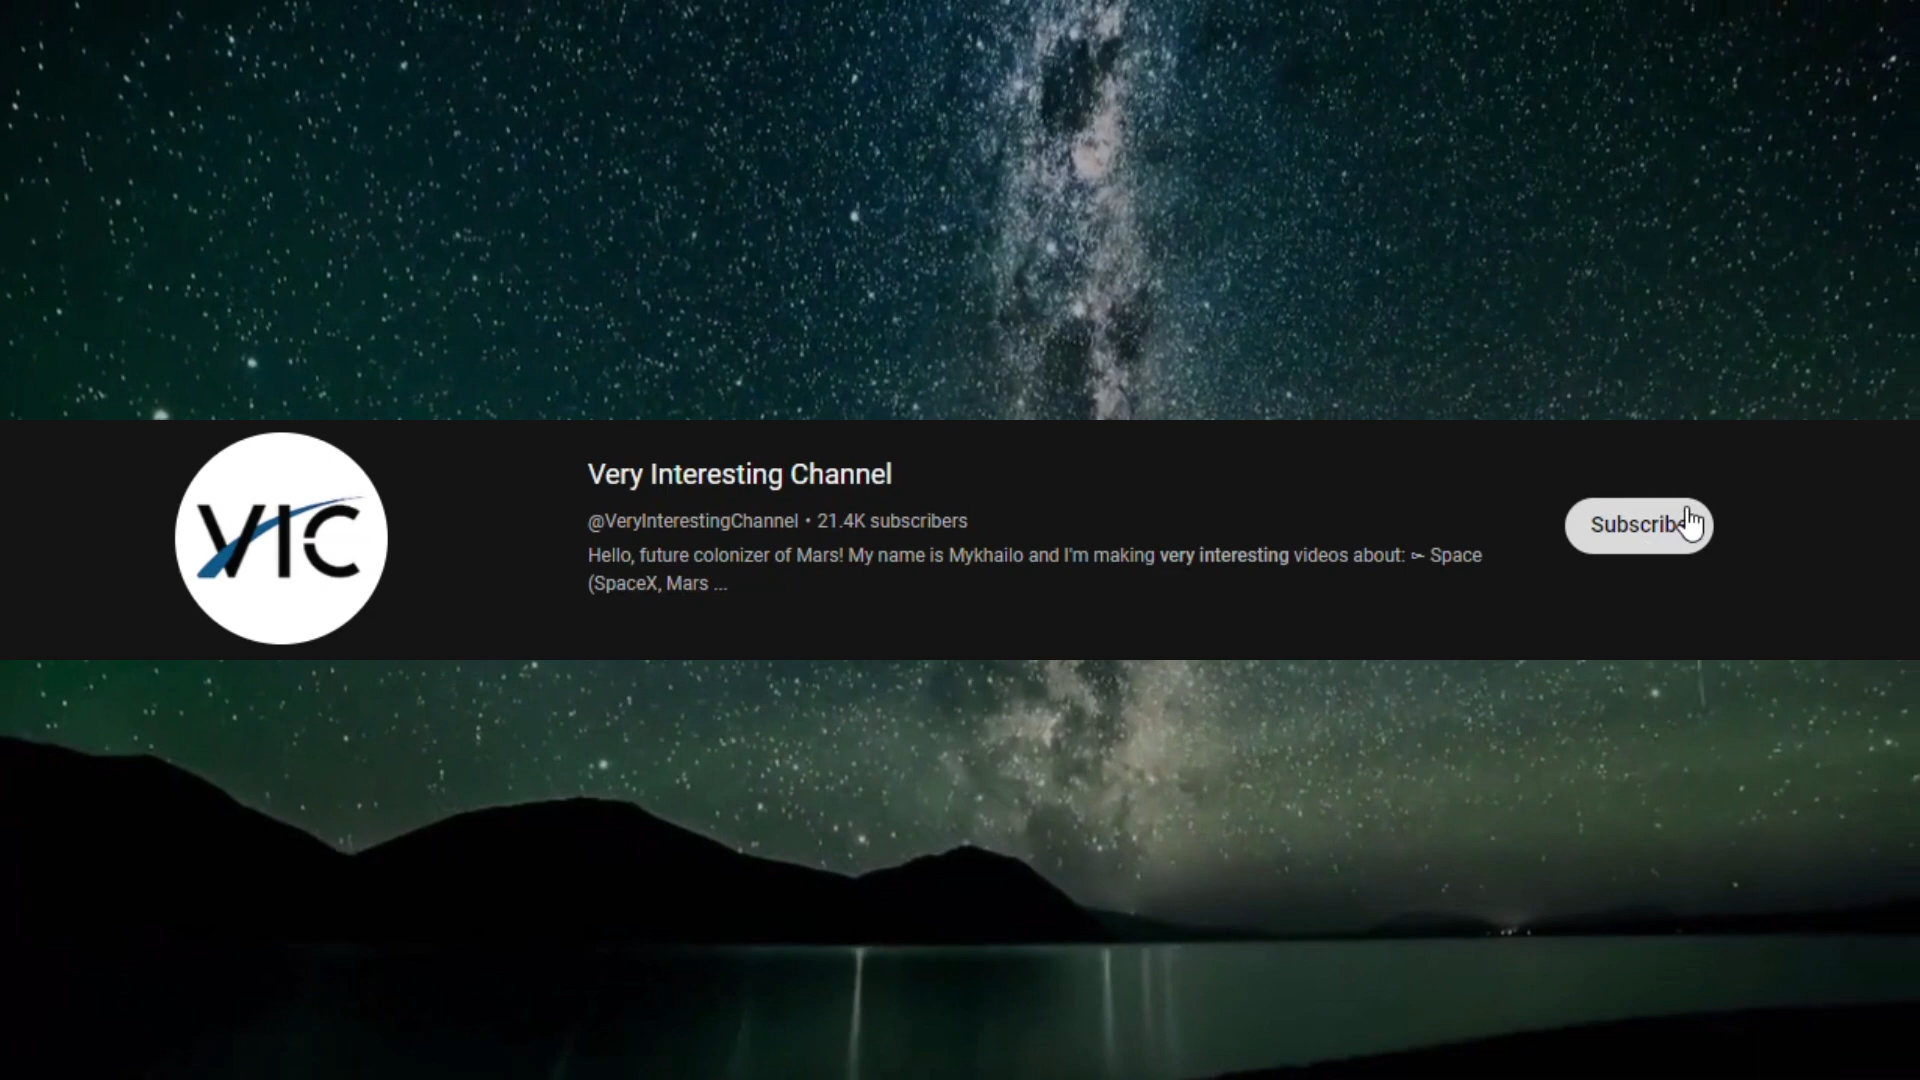 VIC
Very Interesting Channel
@VeryInterestingChannel • 21.4K subscribers
Hello, future colonizer of Mars! My name is Mykhailo and I'm making very interesting videos about: ➣ Space
(SpaceX, Mars ...
Subscribe